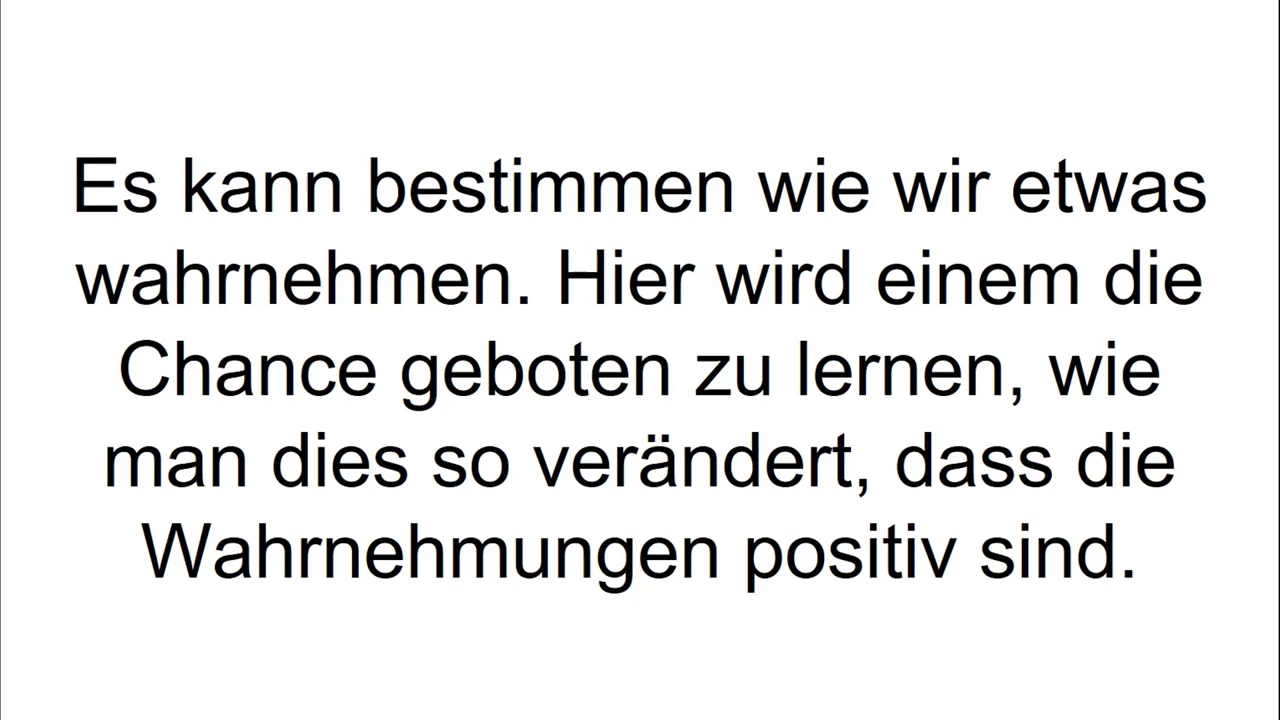 Es kann bestimmen wie wir etwas
wahrnehmen. Hier wird einem die
Chance geboten zu lernen, wie
man dies so verändert, dass die
Wahrnehmungen positiv sind.